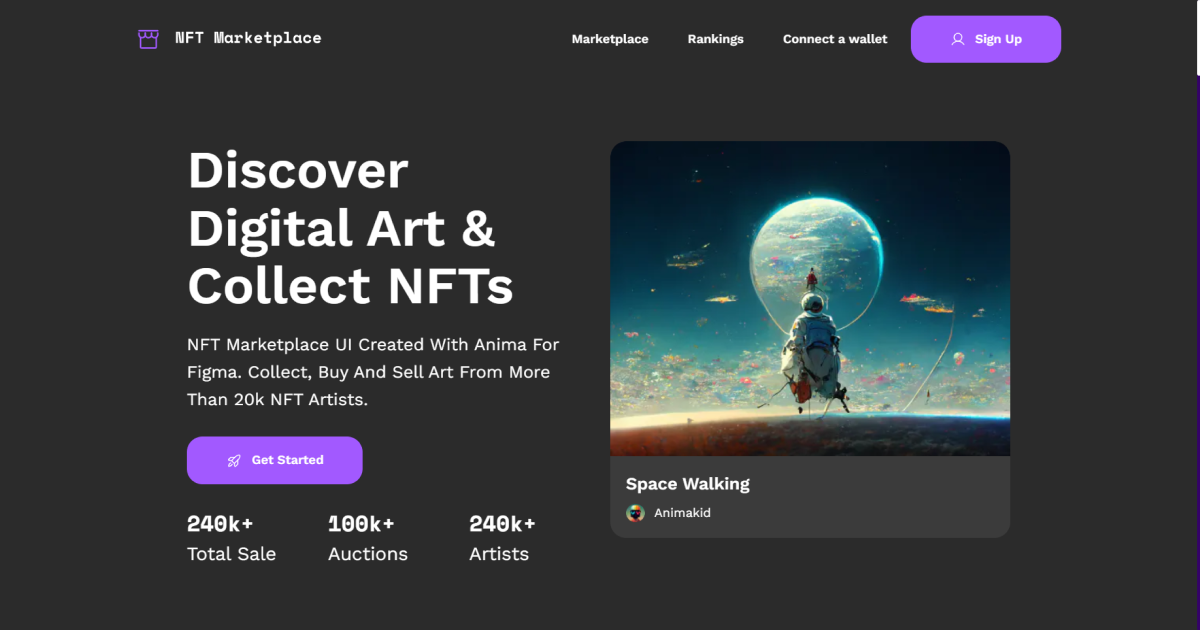 NFT Marketplace
Marketplace
Rankings
Connect a wallet
Sign Up
Discover
Digital Art &
Collect NFTs
NFT Marketplace UI Created With Anima For
Figma. Collect, Buy And Sell Art From More
Than 20k NFT Artists.
Get Started
240k+
Total Sale
100k+
Auctions
240k+
Artists
Space Walking
Animakid